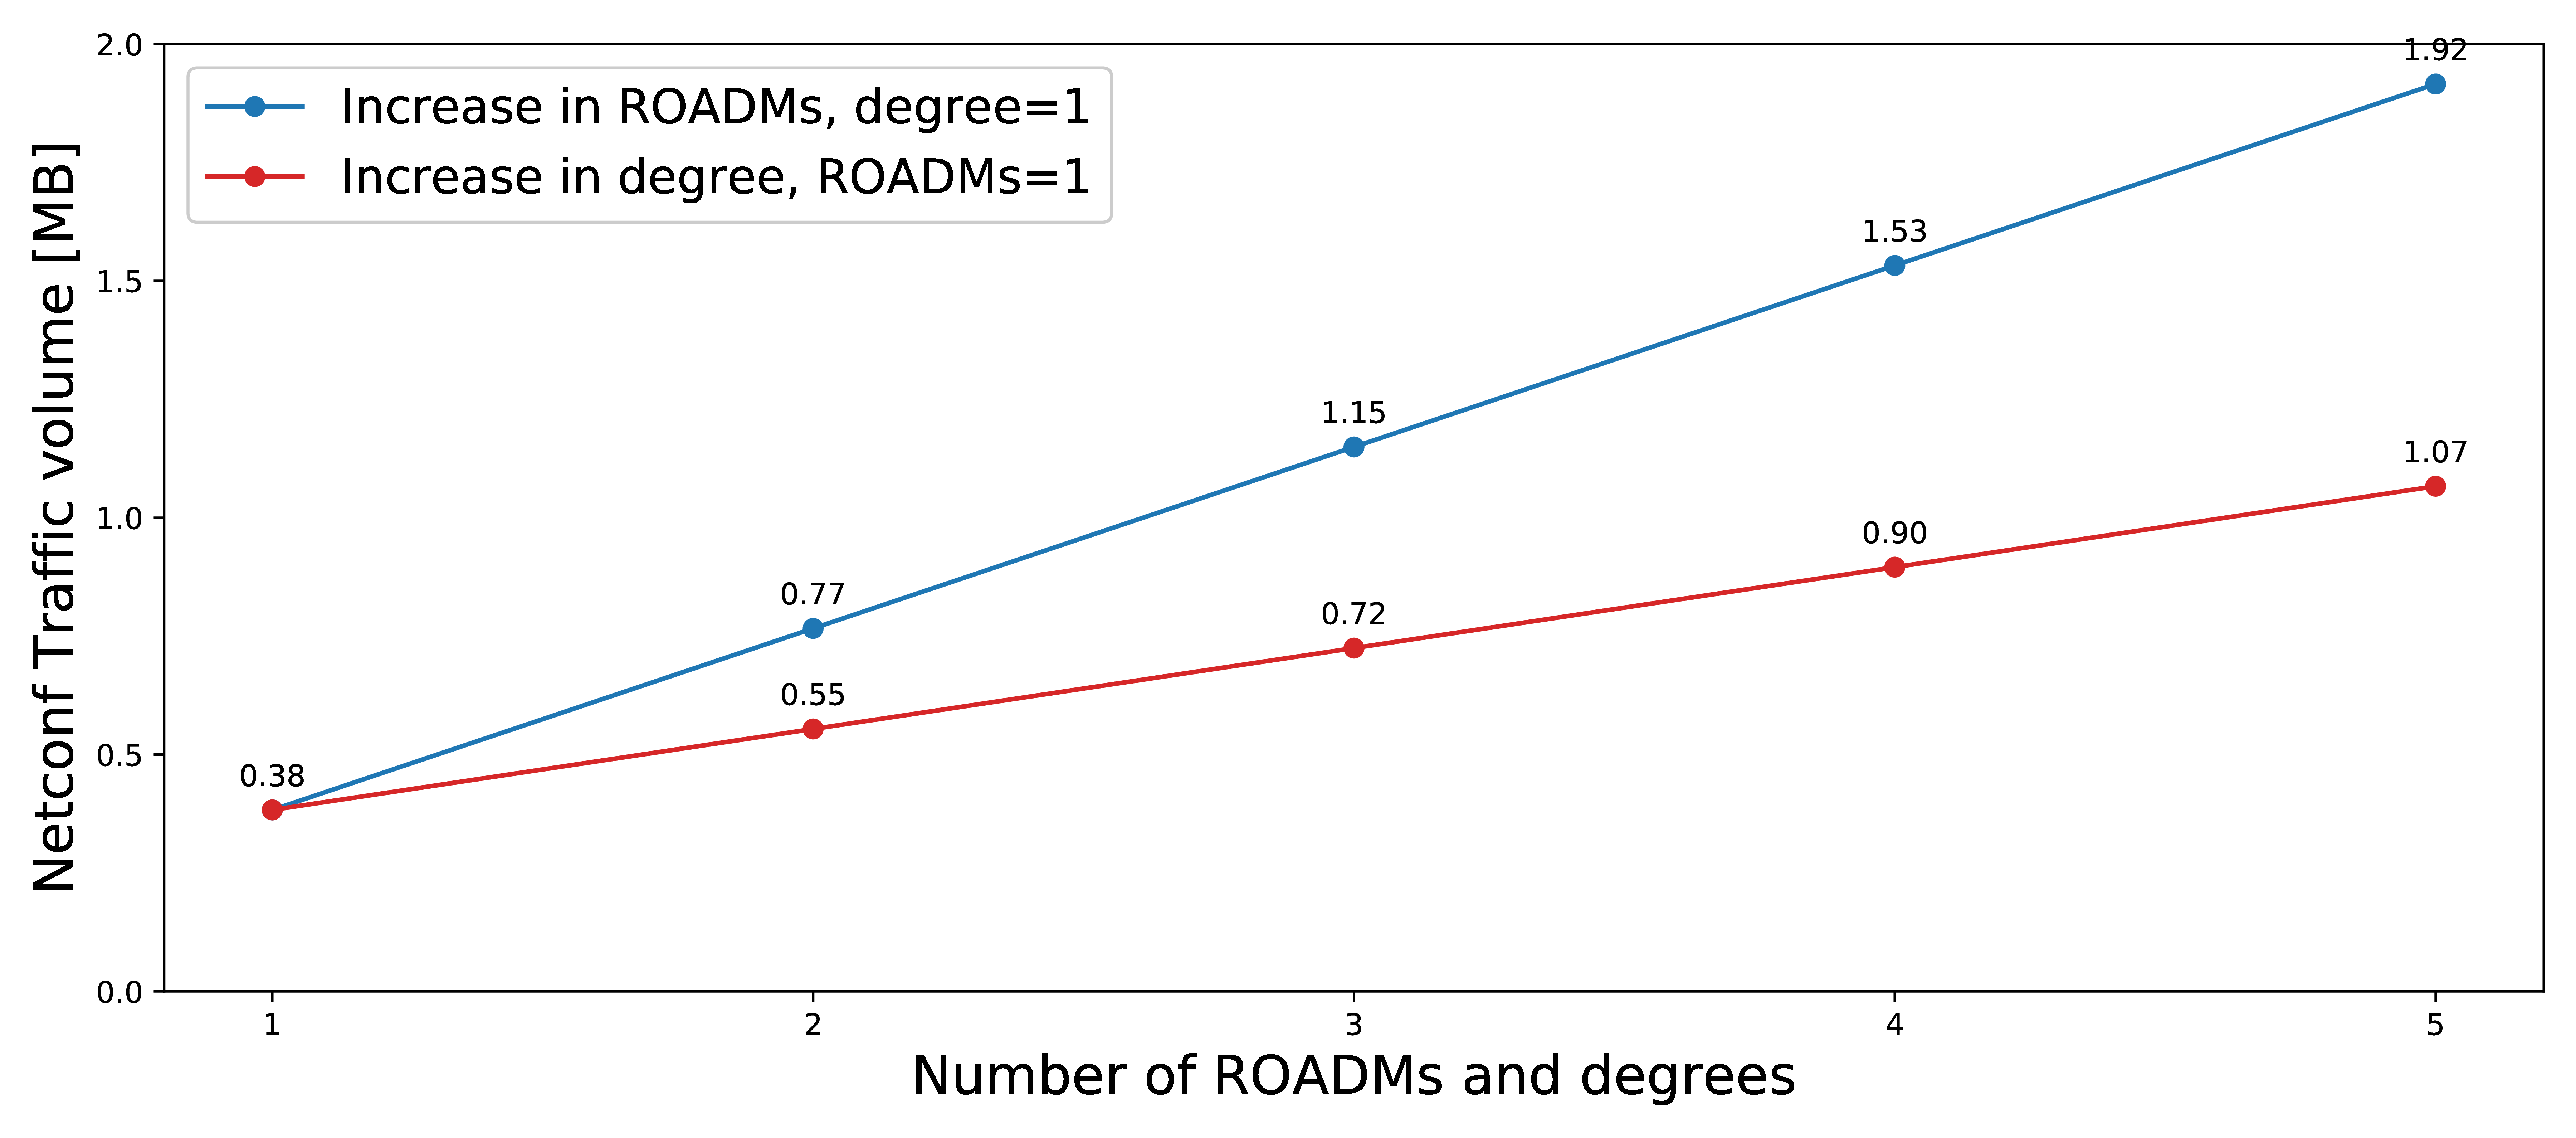 Netconf Traffic volume [MB]
2.0
1.5
1.0
0.5
0.0
Increase in ROADMs, degree=1
Increase in degree, ROADMs=1
1.92
1.53
1.15
1.07
0.90
0.77
0.72
0.55
0.38
1 2 3 4 5
Number of ROADMs and degrees